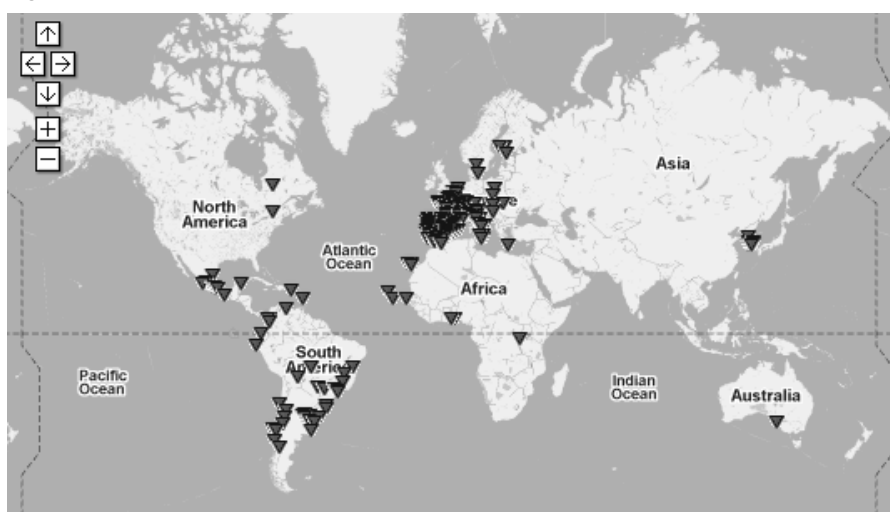 Asia
North
America
Atlantic
Ocean
Africa
South
America
Pacific
Ocean
Indian
Ocean
Australia